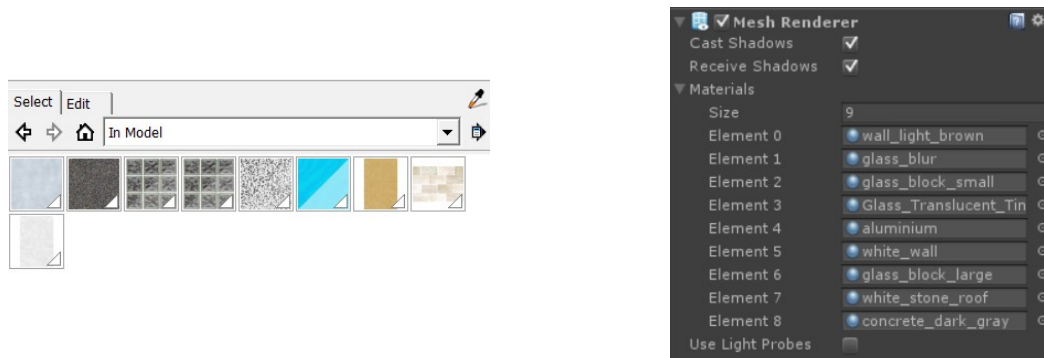 Select Edit
In Model
Mesh Renderer
Cast Shadows
Receive Shadows
Materials
Size 9
Element 0 wall_light_brown
Element 1 glass_blur
Element 2 glass_block_small
Element 3 Glass_Translucent_Tin
Element 4 aluminium
Element 5 white_wall
Element 6 glass_block_large
Element 7 white_stone_roof
Element 8 concrete_dark_gray
Use Light Probes